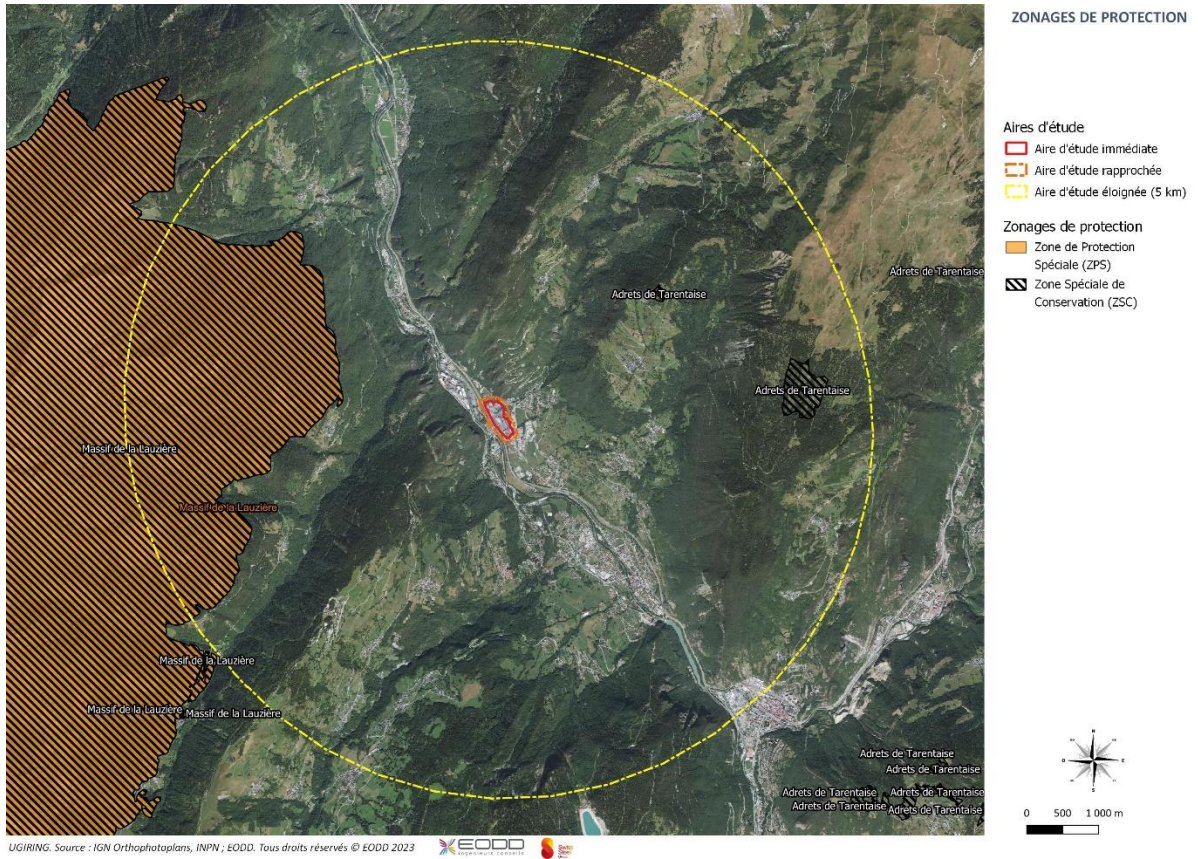 ZONAGES DE PROTECTION
Aires d'étude
Aire d'étude immédiate
Aire d'étude rapprochée
Aire d'étude éloignée (5 km)
Zonages de protection
Zone de Protection
Spéciale (ZPS)
Zone Spéciale de
Conservation (ZSC)
Adrets de Tarentaise
Adrets de Tarentaise
Adrets de Tarentaise
Massif de la Lauzière
Massif de la Lauzière
Massif de la Lauzière
Massif de la Lauzière
Massif de la Lauzière
Adrets de Tarentaise
Adrets de Tarentaise
Adrets de Tarentaise
Adrets de Tarentaise
Adrets de Tarentaise
Adrets de Tarentaise
N
O
E
S
0 500 1 000 m
UGIRING. Source : IGN Orthophotoplans, INPN ; EODD. Tous droits réservés © EODD 2023
EODD
ingénieurs conseils
Swiss
Steel